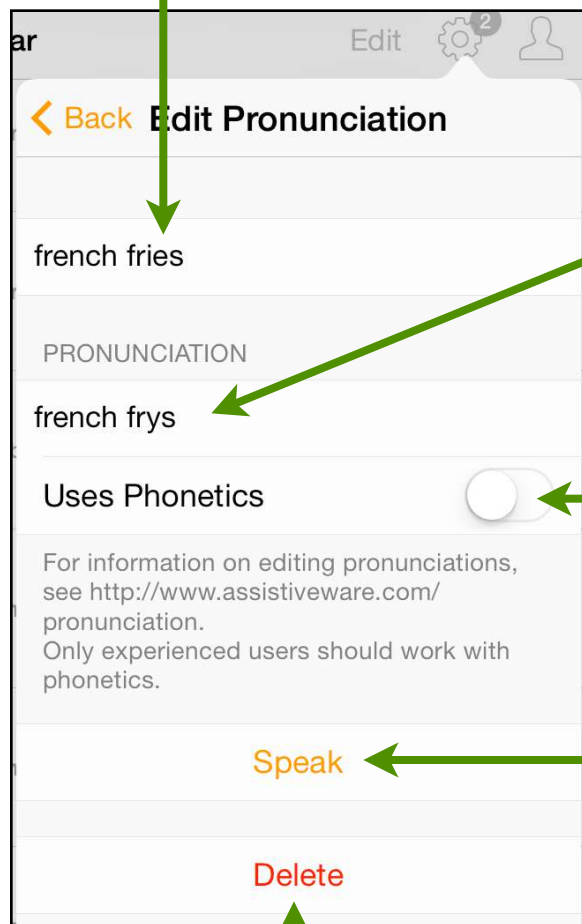 ar Edit 2
Back Edit Pronunciation
french fries
PRONUNCIATION
french frys
Uses Phonetics
For information on editing pronunciations,
see http://www.assistiveware.com/
pronunciation.
Only experienced users should work with
phonetics.
Speak
Delete